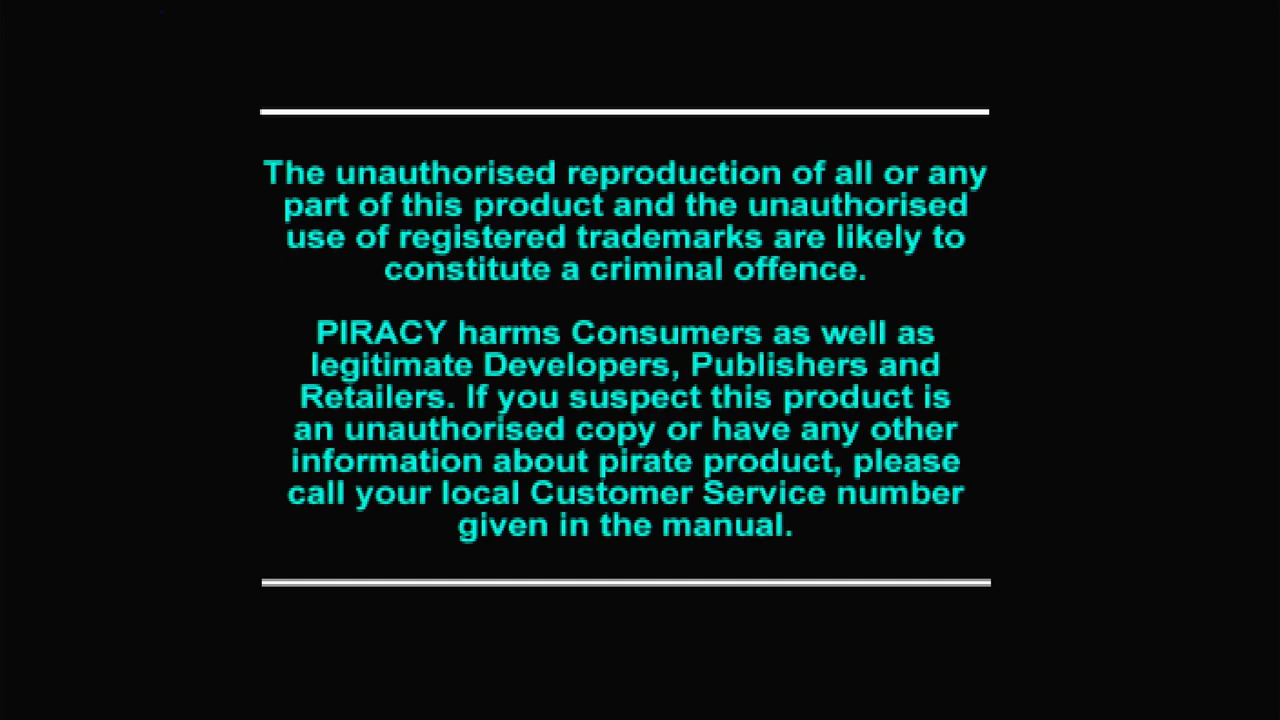 The unauthorised reproduction of all or any
part of this product and the unauthorised
use of registered trademarks are likely to
constitute a criminal offence.
PIRACY harms Consumers as well as
legitimate Developers, Publishers and
Retailers. If you suspect this product is
an unauthorised copy or have any other
information about pirate product, please
call your local Customer Service number
given in the manual.